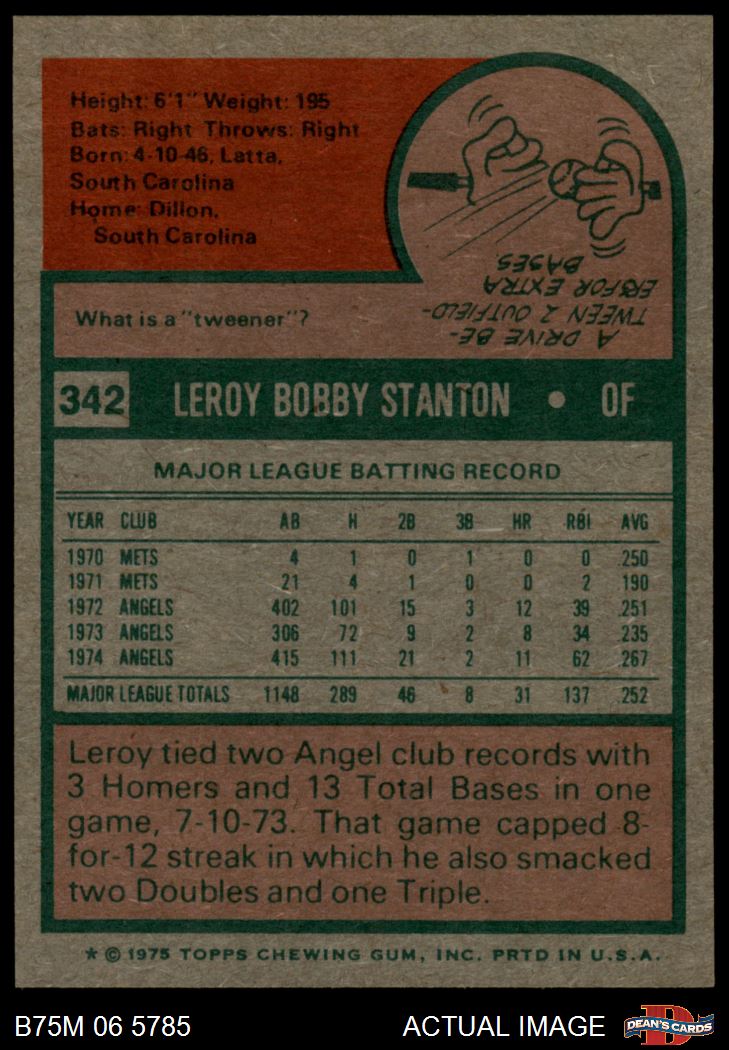 Height: 6'1" Weight: 195
Bats: Right Throws: Right
Born: 4-10-46, Latta,
South Carolina
Home: Dillon,
South Carolina
What is a "tweener"?
A DRIVE BE-
TWEEN 2 OUTFIELD-
ERS FOR EXTRA
BASES.
342 LEROY BOBBY STANTON • OF
MAJOR LEAGUE BATTING RECORD
YEAR CLUB AB H 2B 3B HR RBI AVG
1970 METS 4 1 0 1 0 0 250
1971 METS 21 4 1 0 0 2 190
1972 ANGELS 402 101 15 3 12 39 251
1973 ANGELS 306 72 9 2 8 34 235
1974 ANGELS 415 111 21 2 11 62 267
MAJOR LEAGUE TOTALS 1148 289 46 8 31 137 252
Leroy tied two Angel club records with
3 Homers and 13 Total Bases in one
game, 7-10-73. That game capped 8-
for-12 streak in which he also smacked
two Doubles and one Triple.
* © 1975 TOPPS CHEWING GUM, INC. PRTD IN U.S.A.
B75M 06 5785 ACTUAL IMAGE D DEAN'S CARDS